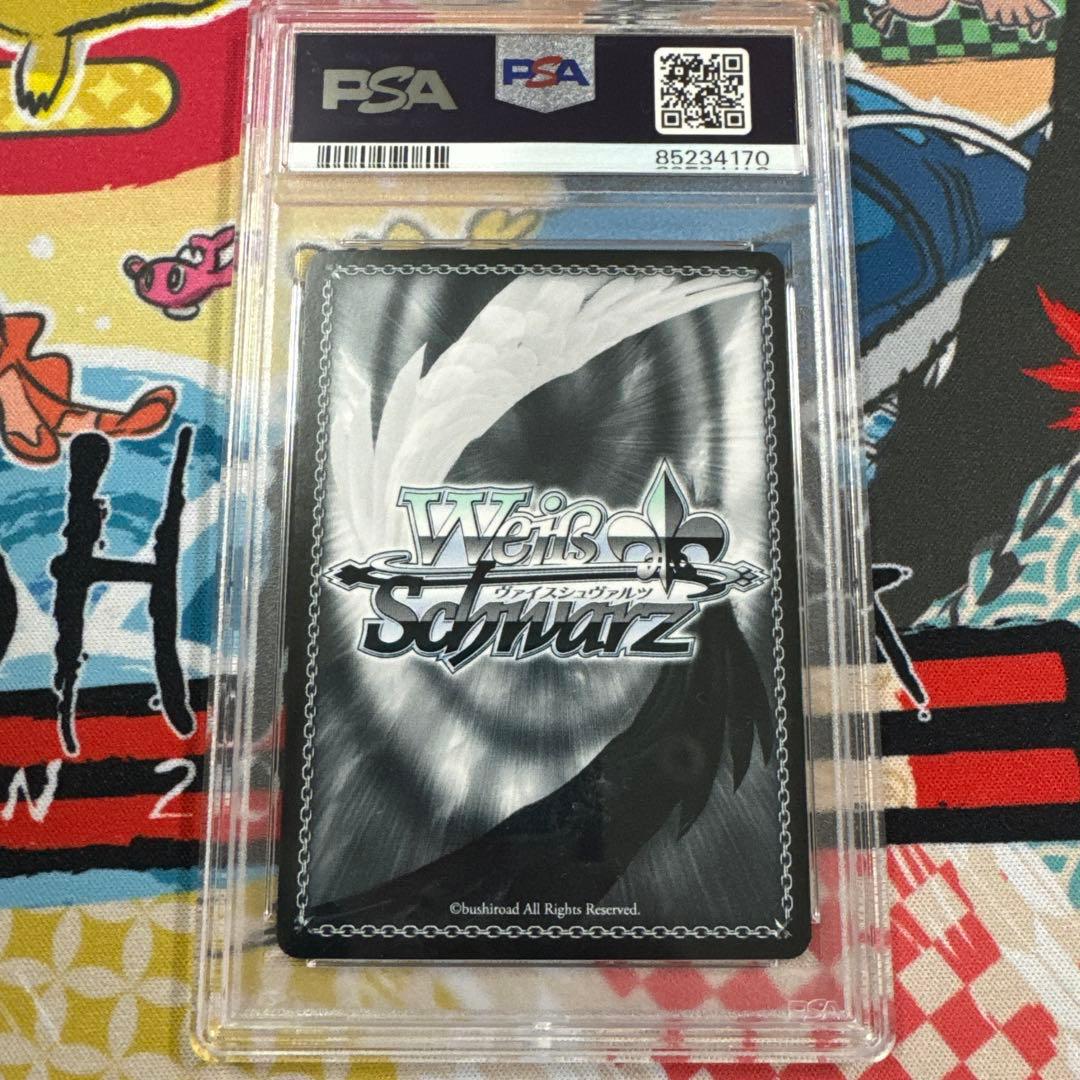 PSA
PSA
85234170
Weiß
ヴァイスシュヴァルツ
Schwarz
©bushiroad All Rights Reserved.
PSA